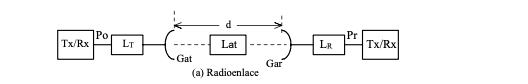 d
Tx/Rx Po LT Lat LR Pr Tx/Rx
Gat Gar
(a) Radioenlace